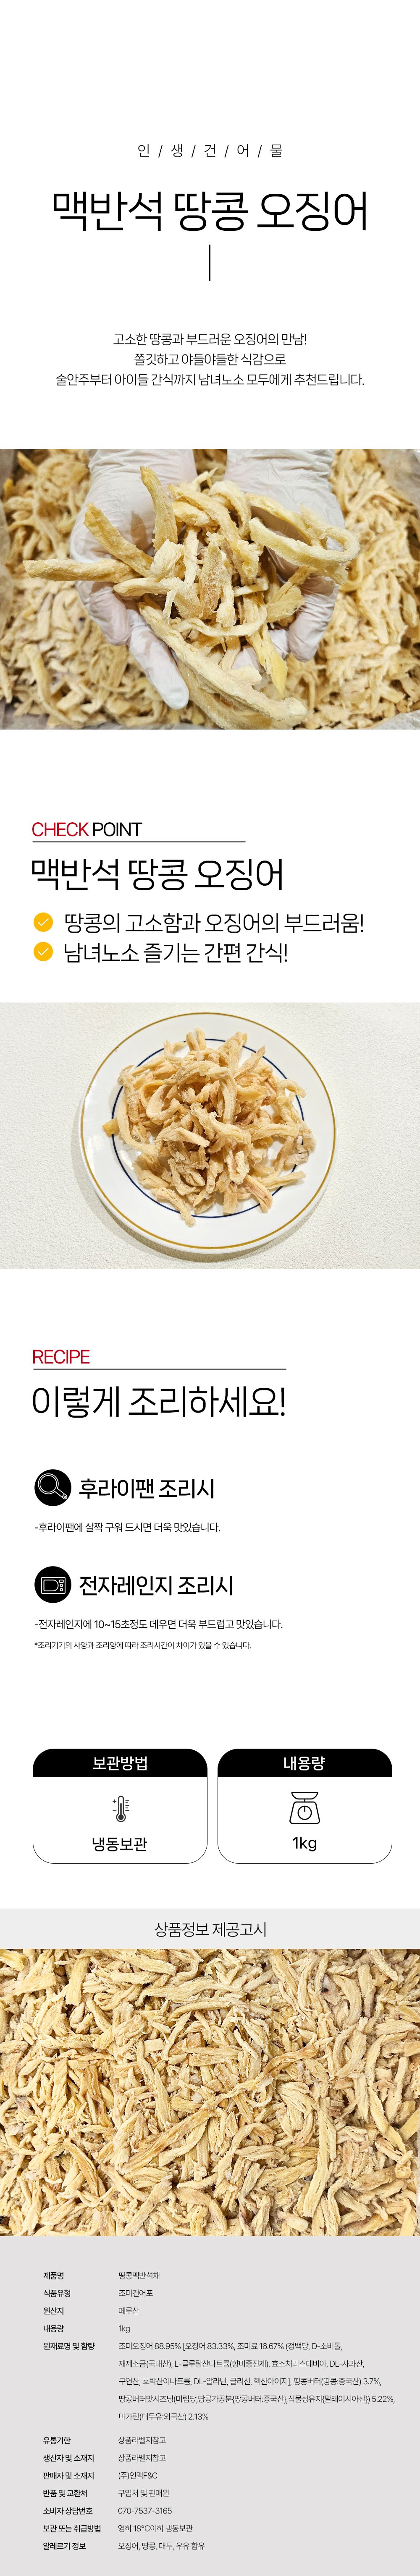 인 / 생 / 건 / 어 / 물
맥반석 땅콩 오징어
고소한 땅콩과 부드러운 오징어의 만남!
쫄깃하고 야들야들한 식감으로
술안주부터 아이들 간식까지 남녀노소 모두에게 추천드립니다.
CHECK POINT
맥반석 땅콩 오징어
땅콩의 고소함과 오징어의 부드러움!
남녀노소 즐기는 간편 간식!
RECIPE
이렇게 조리하세요!
후라이팬 조리시
-후라이팬에 살짝 구워 드시면 더욱 맛있습니다.
전자레인지 조리시
-전자레인지에 10~15초정도 데우면 더욱 부드럽고 맛있습니다.
*조리기기의 사양과 조리양에 따라 조리시간이 차이가 있을 수 있습니다.
보관방법
냉동보관
내용량
1kg
상품정보 제공고시
제품명 땅콩맥반석채
식품유형 조미건어포
원산지 페루산
내용량 1kg
원재료명 및 함량 조미오징어 88.95% [오징어 83.33%, 조미료 16.67% (정백당, D-소비톨,
재제소금(국내산), L-글루탐산나트륨(향미증진제), 효소처리스테비아, DL-사과산,
구연산, 호박산이나트륨, DL-알라닌, 글리신, 핵산아이지], 땅콩버터(땅콩:중국산) 3.7%,
땅콩버터맛시즈닝(미립당,땅콩가공분{땅콩버터:중국산},식물성유지{말레이시아산}) 5.22%,
마가린(대두유:외국산) 2.13%
유통기한 상품라벨지참고
생산자 및 소재지 상품라벨지참고
판매자 및 소재지 (주)인맥F&C
반품 및 교환처 구입처 및 판매원
소비자 상담번호 070-7537-3165
보관 또는 취급방법 영하 18°C이하 냉동보관
알레르기 정보 오징어, 땅콩, 대두, 우유 함유